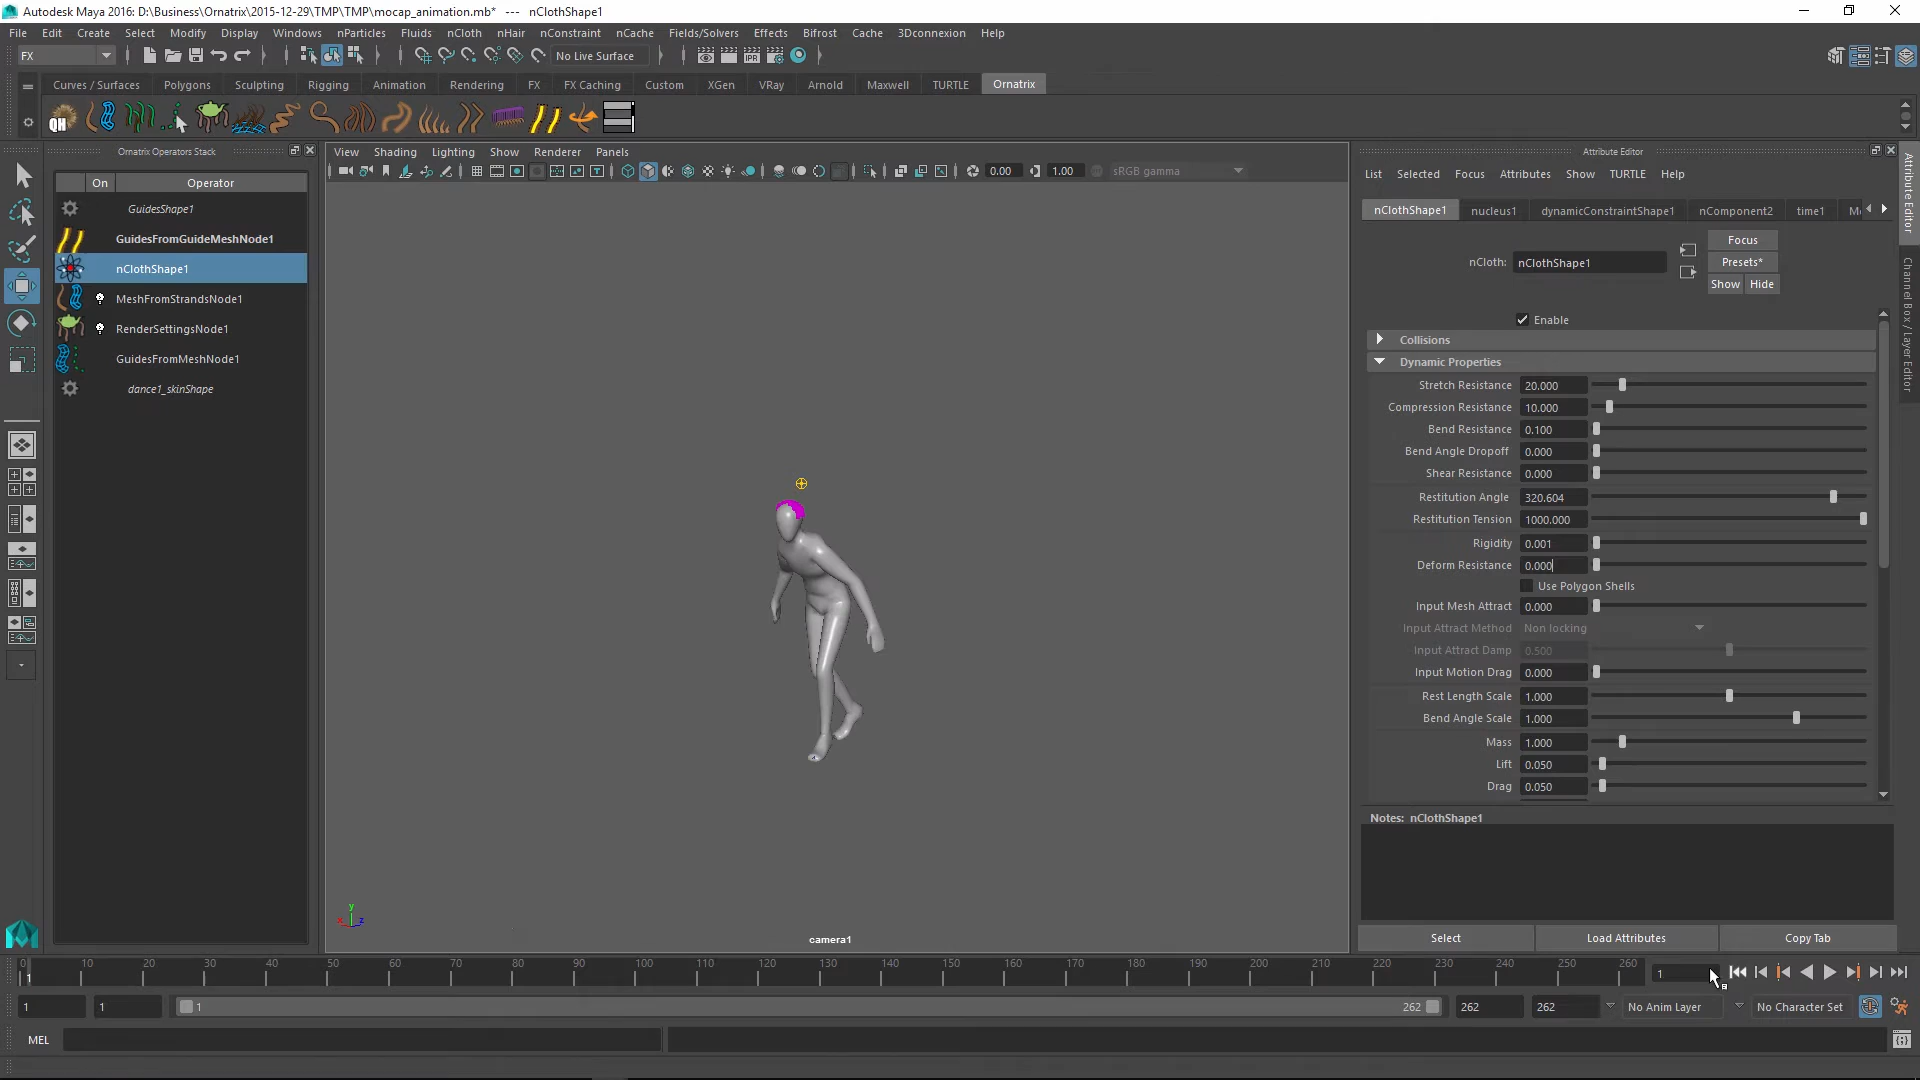 Autodesk Maya 2016: D:\Business\Ornatrix\2015-12-29\TMP\TMP\mocap_animation.mb* --- nClothShape1
File Edit Create Select Modify Display Windows nParticles Fluids nCloth nHair nConstraint nCache Fields/Solvers Effects Bifrost Cache 3Dconnexion Help
FX No Live Surface IPR
Curves / Surfaces Polygons Sculpting Rigging Animation Rendering FX FX Caching Custom XGen VRay Arnold Maxwell TURTLE Ornatrix
QH
Ornatrix Operators Stack
On Operator
GuidesShape1
GuidesFromGuideMeshNode1
nClothShape1
MeshFromStrandsNode1
RenderSettingsNode1
GuidesFromMeshNode1
dance1_skinShape
View Shading Lighting Show Renderer Panels
0.00 1.00 sRGB gamma
y
x z
camera1
Attribute Editor
List Selected Focus Attributes Show TURTLE Help
nClothShape1 nucleus1 dynamicConstraintShape1 nComponent2 time1
nCloth: nClothShape1
Focus
Presets*
Show Hide
Enable
Collisions
Dynamic Properties
Stretch Resistance 20.000
Compression Resistance 10.000
Bend Resistance 0.100
Bend Angle Dropoff 0.000
Shear Resistance 0.000
Restitution Angle 320.604
Restitution Tension 1000.000
Rigidity 0.001
Deform Resistance 0.000
Use Polygon Shells
Input Mesh Attract 0.000
Input Attract Method Non locking
Input Attract Damp 0.500
Input Motion Drag 0.000
Rest Length Scale 1.000
Bend Angle Scale 1.000
Mass 1.000
Lift 0.050
Drag 0.050
Notes: nClothShape1
Select Load Attributes Copy Tab
Attribute Editor
Channel Box / Layer Editor
0 10 20 30 40 50 60 70 80 90 100 110 120 130 140 150 160 170 180 190 200 210 220 230 240 250 260
1 1
1 1 1 262 262 262 No Anim Layer No Character Set
MEL